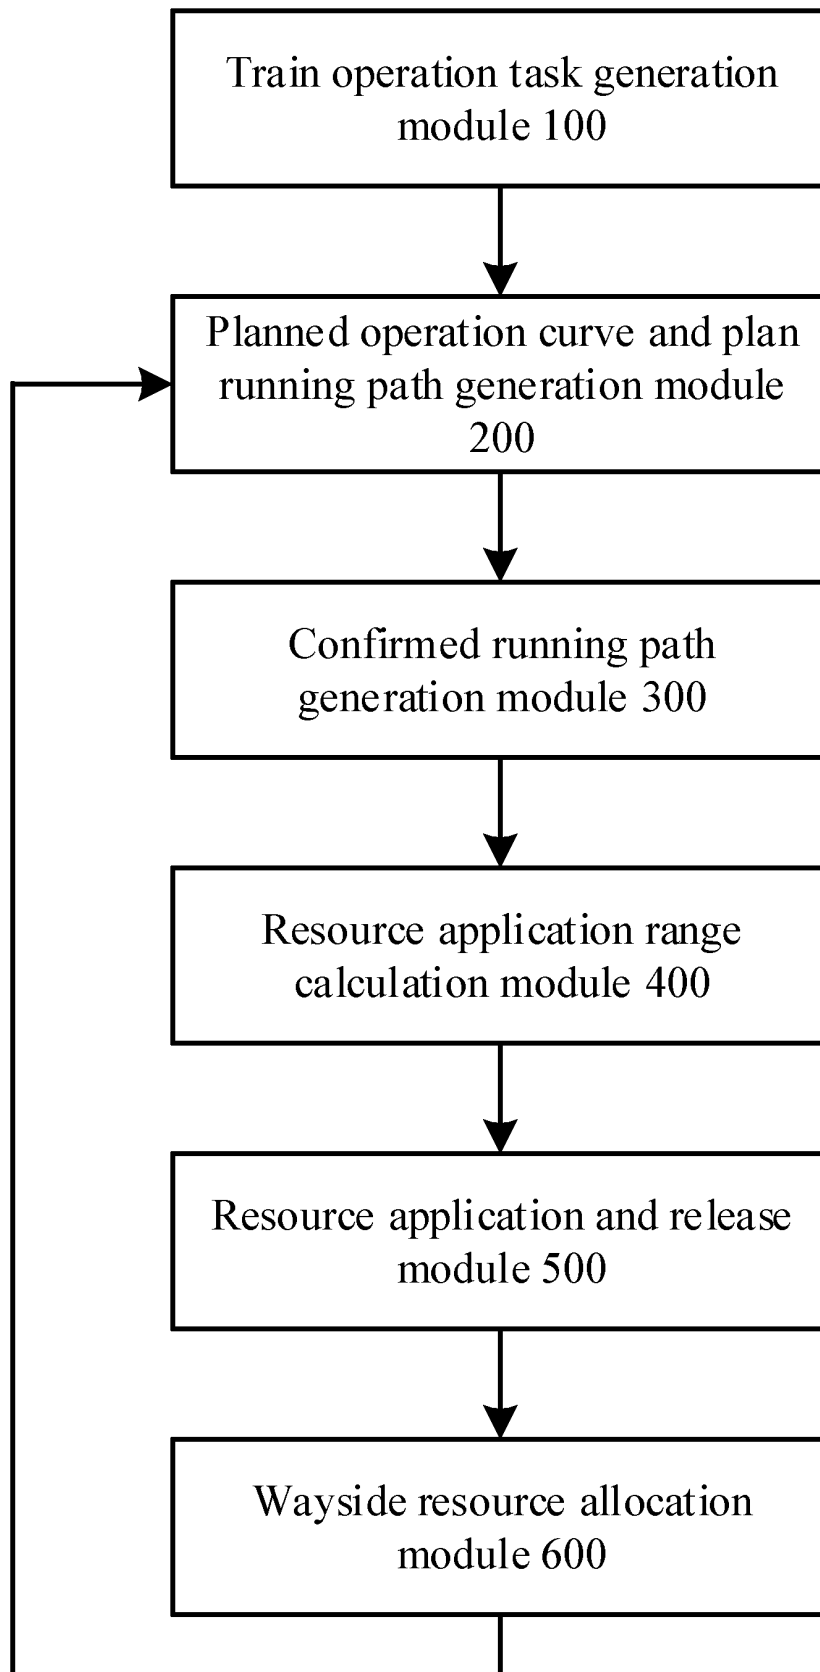 Train operation task generation
module 100
Planned operation curve and plan
running path generation module
200
Confirmed running path
generation module 300
Resource application range
calculation module 400
Resource application and release
module 500
Wayside resource allocation
module 600